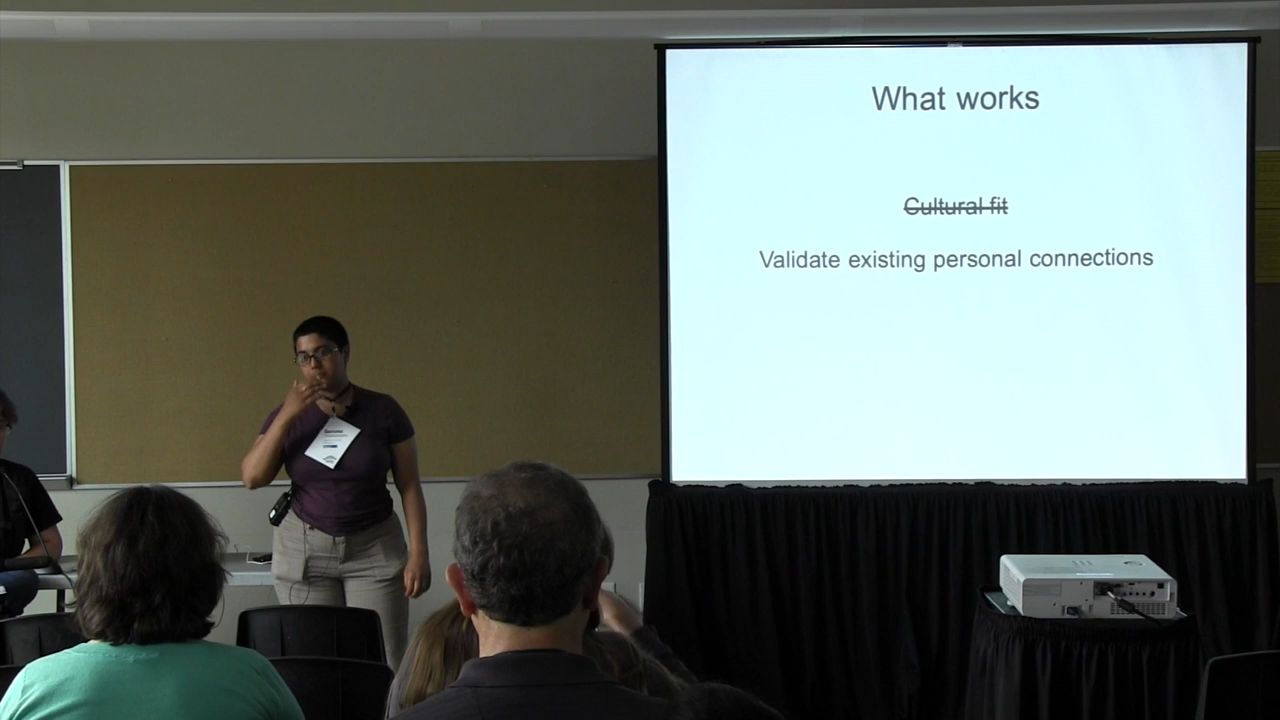 What works
Cultural fit
Validate existing personal connections